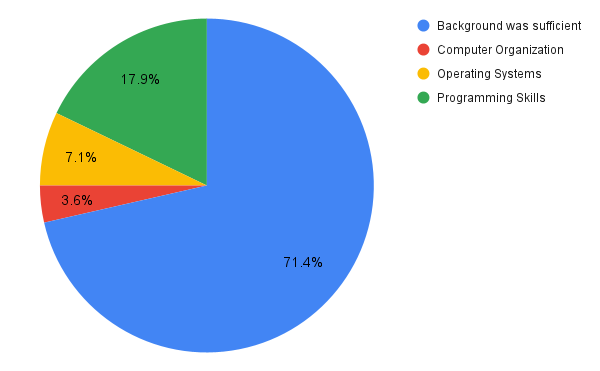 Background was sufficient
Computer Organization
Operating Systems
Programming Skills
17.9%
7.1%
3.6%
71.4%